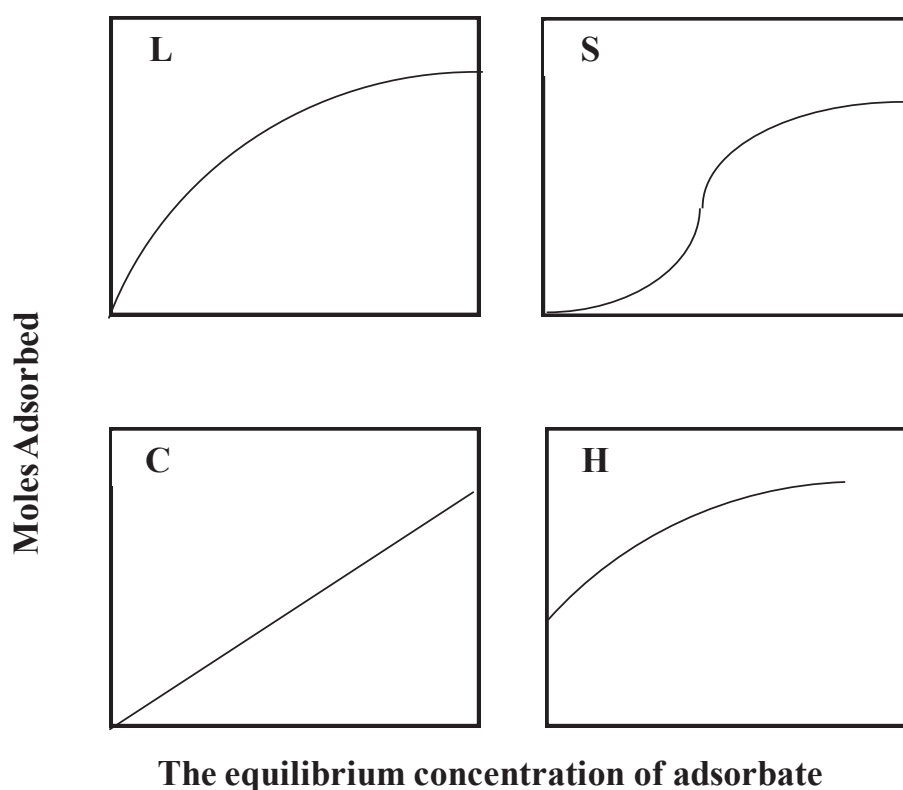 L
S
Moles Adsorbed
C
H
The equilibrium concentration of adsorbate